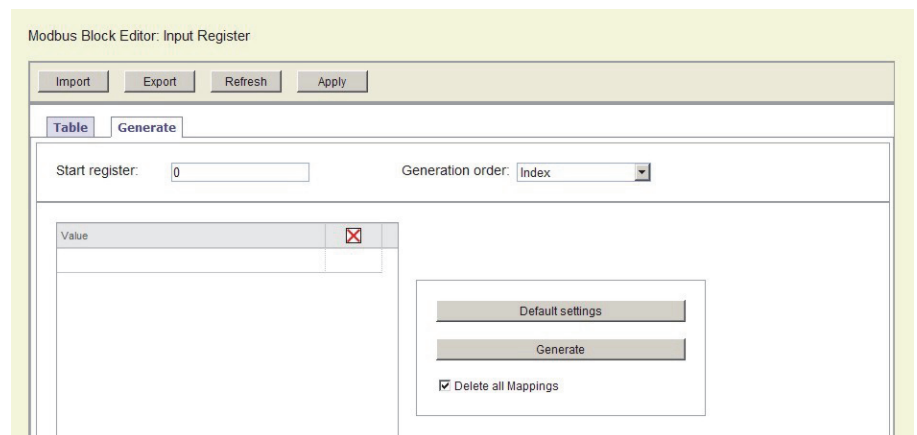 Modbus Block Editor: Input Register
Import Export Refresh Apply
Table Generate
Start register: 0 Generation order: Index
Value
Default settings
Generate
Delete all Mappings